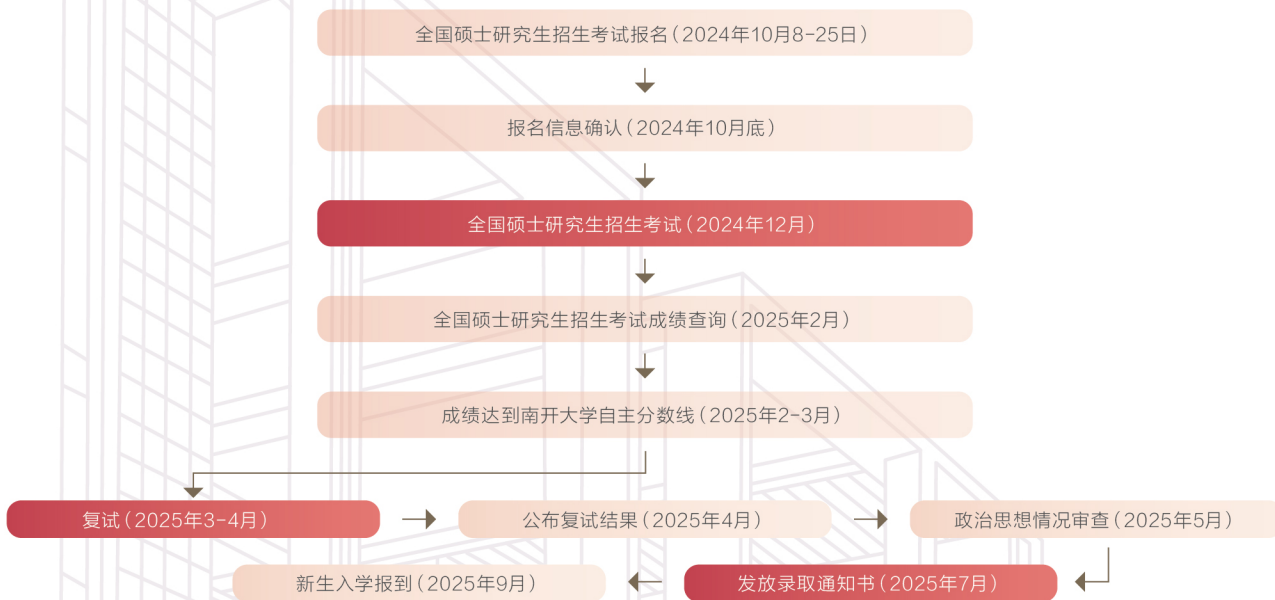 全国硕士研究生招生考试报名(2024年10月8-25日)
报名信息确认(2024年10月底)
全国硕士研究生招生考试(2024年12月)
全国硕士研究生招生考试成绩查询(2025年2月)
成绩达到南开大学自主分数线(2025年2-3月)
复试(2025年3-4月)
公布复试结果(2025年4月)
政治思想情况审查(2025年5月)
发放录取通知书(2025年7月)
新生入学报到(2025年9月)